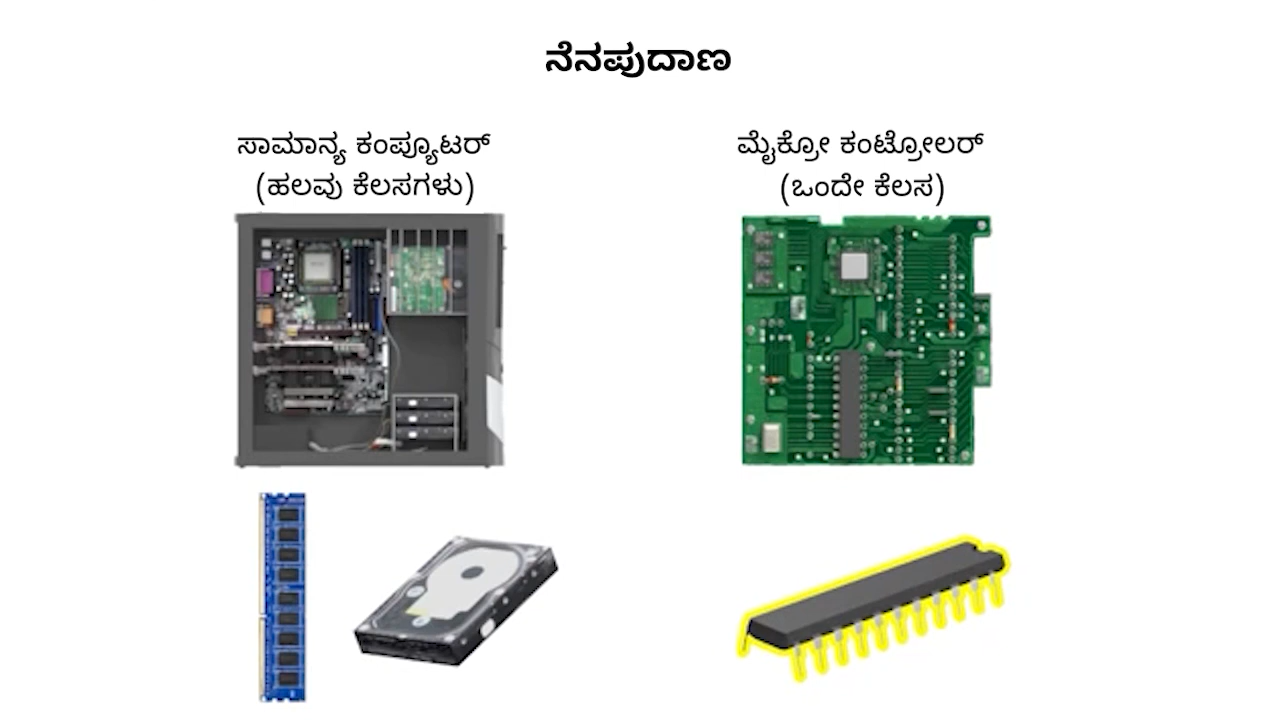 ನೆನಪುದಾಣ
ಸಾಮಾನ್ಯ ಕಂಪ್ಯೂಟರ್
(ಹಲವು ಕೆಲಸಗಳು)
ಮೈಕ್ರೋ ಕಂಟ್ರೋಲರ್
(ಒಂದೇ ಕೆಲಸ)